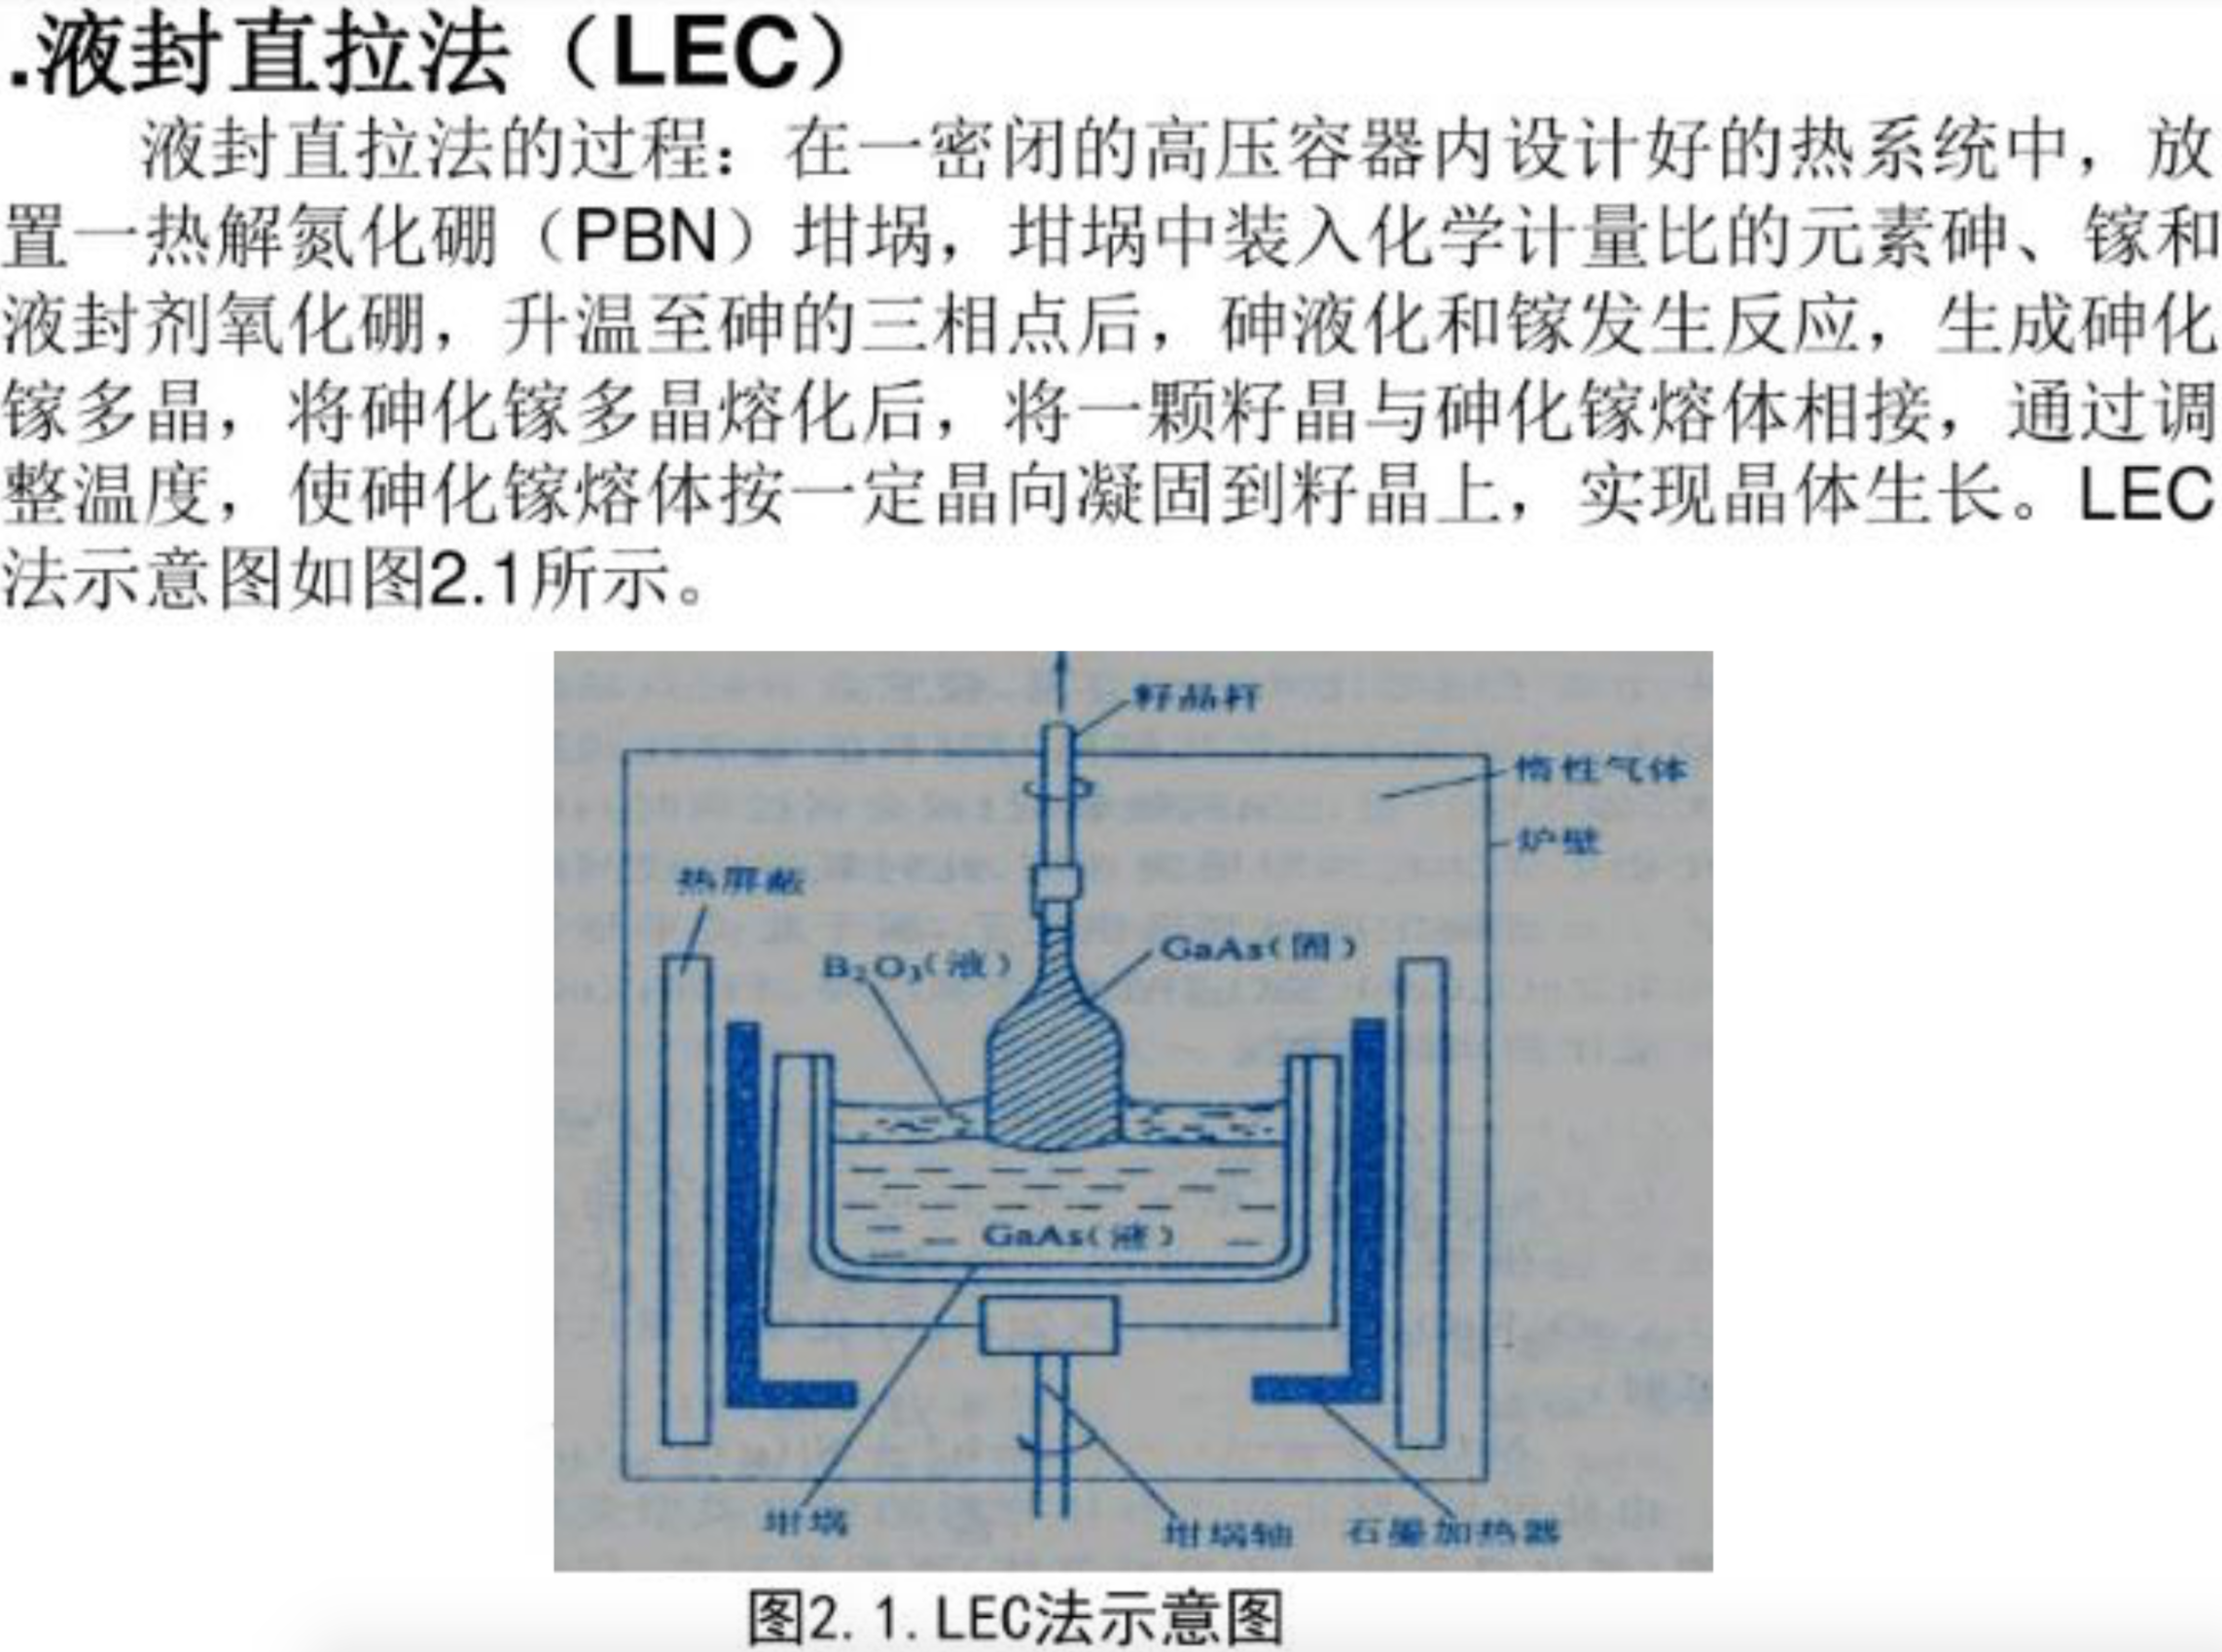 .液封直拉法（LEC）
液封直拉法的过程：在一密闭的高压容器内设计好的热系统中，放
置一热解氮化硼（PBN）坩埚，坩埚中装入化学计量比的元素砷、镓和
液封剂氧化硼，升温至砷的三相点后，砷液化和镓发生反应，生成砷化
镓多晶，将砷化镓多晶熔化后，将一颗籽晶与砷化镓熔体相接，通过调
整温度，使砷化镓熔体按一定晶向凝固到籽晶上，实现晶体生长。LEC
法示意图如图2.1所示。
籽晶杆
惰性气体
炉壁
热屏蔽
B₂O₃(液)
GaAs(固)
GaAs(液)
坩埚
坩埚轴
石墨加热器
图2.1.LEC法示意图